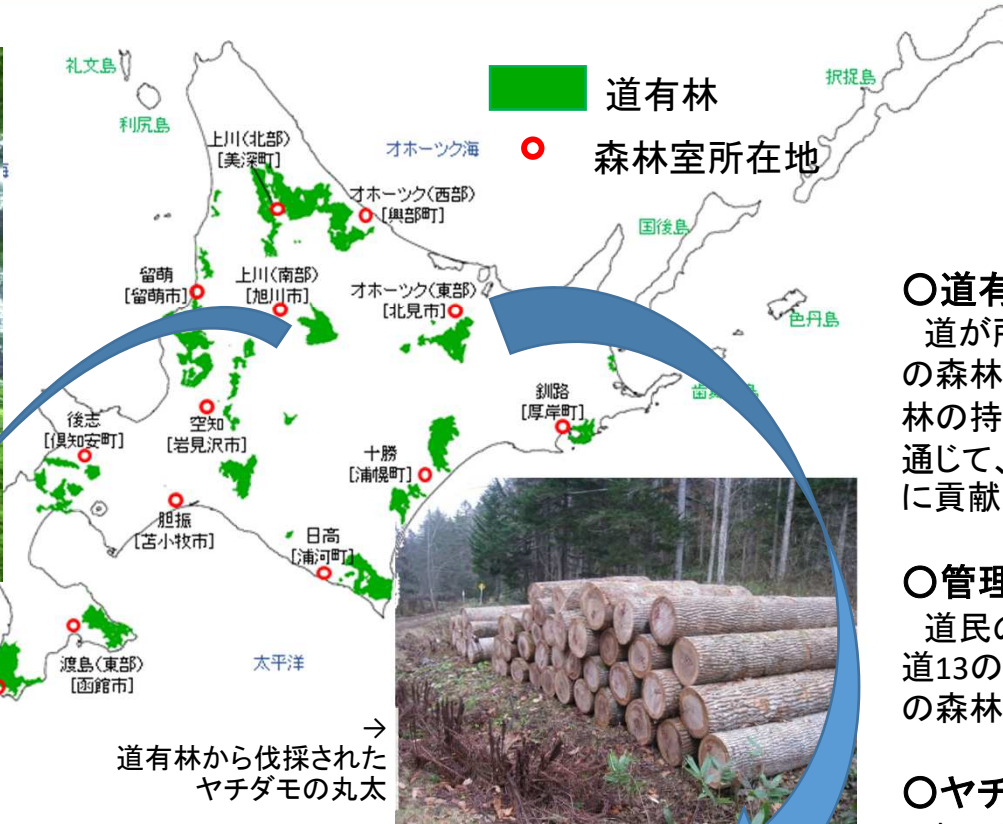 礼文島
利尻島
上川(北部)
[美深町]
オホーツク海
道有林
森林室所在地
択捉島
オホーツク(西部)
[興部町]
国後島
留萌
[留萌市]
上川(南部)
[旭川市]
オホーツク(東部)
[北見市]
色丹島
釧路
[厚岸町]
後志
[倶知安町]
空知
[岩見沢市]
十勝
[浦幌町]
胆振
[苫小牧市]
日高
[浦河町]
渡島(東部)
[函館市]
太平洋
→
道有林から伐採された
ヤチダモの丸太
○道有
道が
の森林
林の持
通じて、
に貢献
○管理
道民の
道13の
の森林
○ヤチ